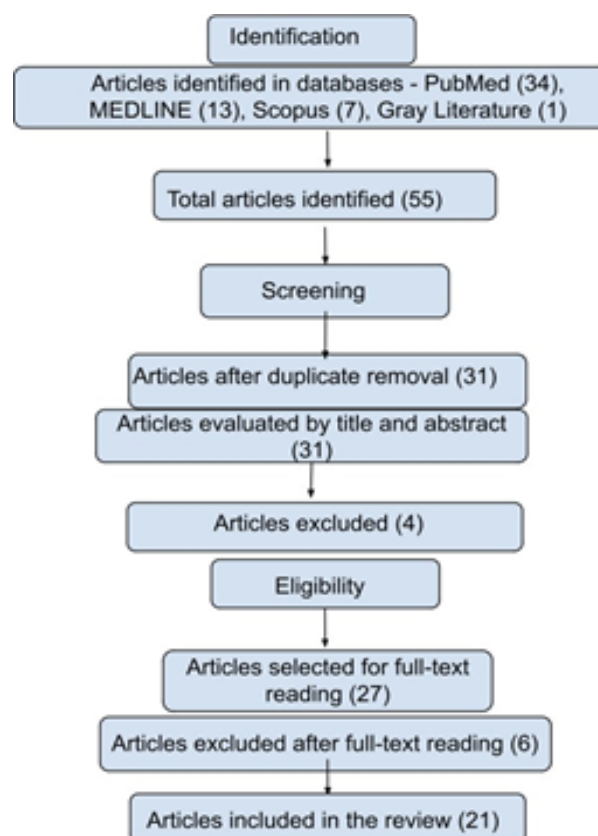 Identification
Articles identified in databases - PubMed (34),
MEDLINE (13), Scopus (7), Gray Literature (1)
Total articles identified (55)
Screening
Articles after duplicate removal (31)
Articles evaluated by title and abstract
(31)
Articles excluded (4)
Eligibility
Articles selected for full-text
reading (27)
Articles excluded after full-text reading (6)
Articles included in the review (21)